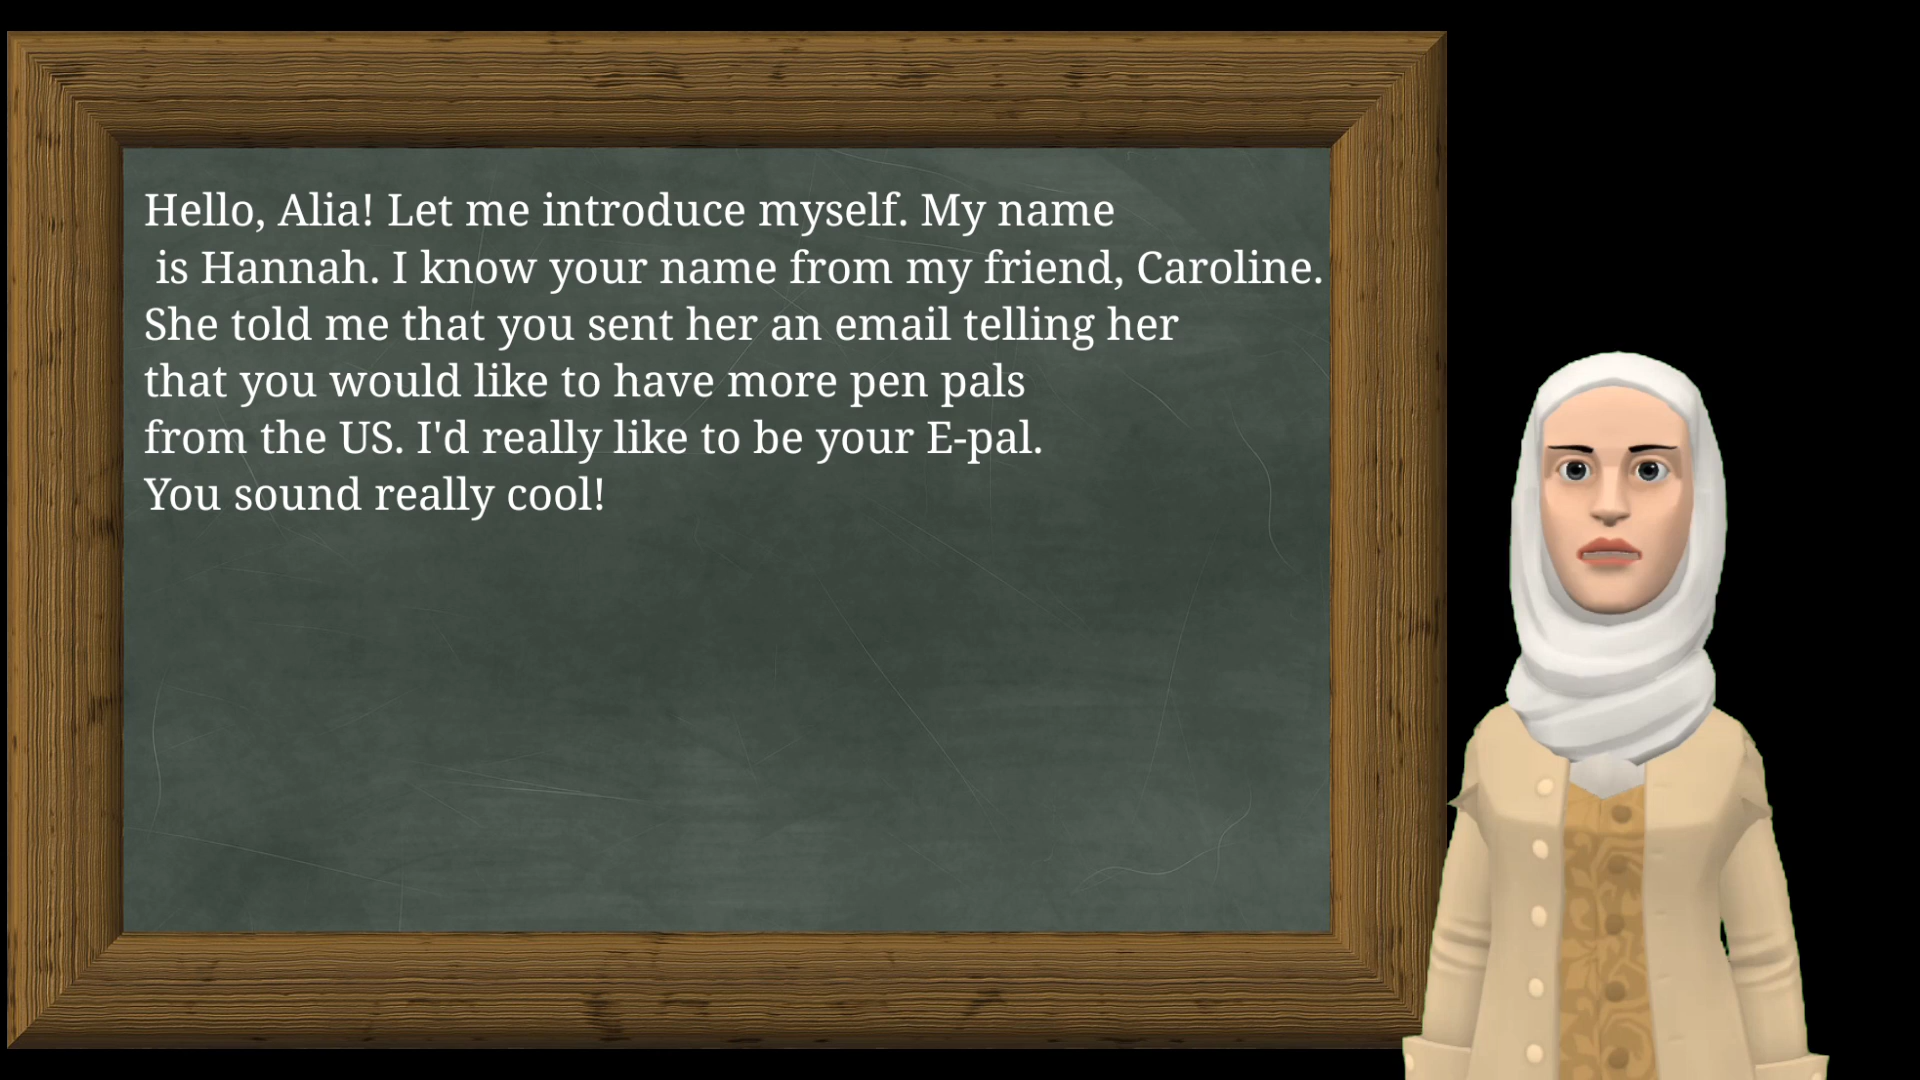 Hello, Alia! Let me introduce myself. My name
is Hannah. I know your name from my friend, Caroline.
She told me that you sent her an email telling her
that you would like to have more pen pals
from the US. I'd really like to be your E-pal.
You sound really cool!